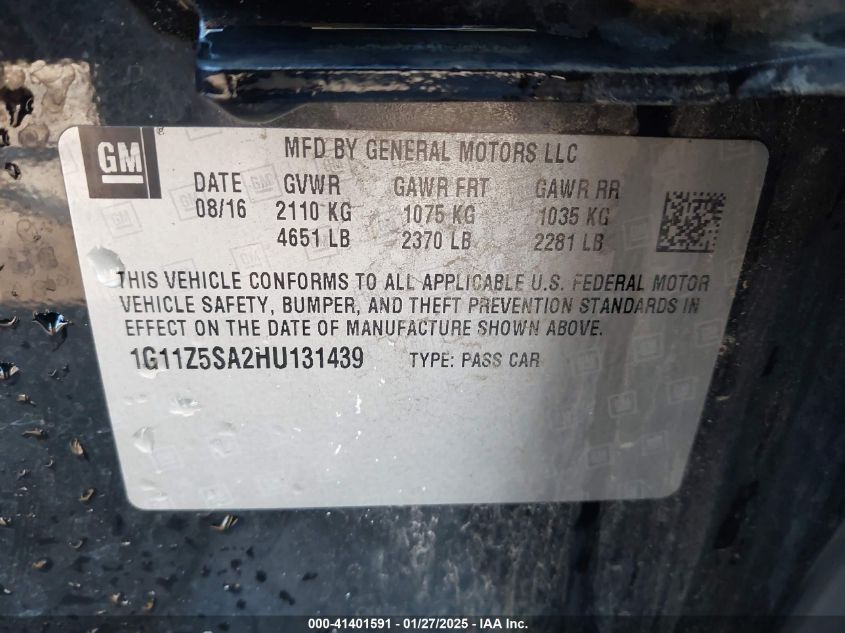 GM
MFD BY GENERAL MOTORS LLC
DATE GVWR GAWR FRT GAWR RR
08/16 2110 KG 1075 KG 1035 KG
4651 LB 2370 LB 2281 LB
THIS VEHICLE CONFORMS TO ALL APPLICABLE U.S. FEDERAL MOTOR
VEHICLE SAFETY, BUMPER, AND THEFT PREVENTION STANDARDS IN
EFFECT ON THE DATE OF MANUFACTURE SHOWN ABOVE.
1G11Z5SA2HU131439 TYPE: PASS CAR
000-41401591 - 01/27/2025 - IAA Inc.